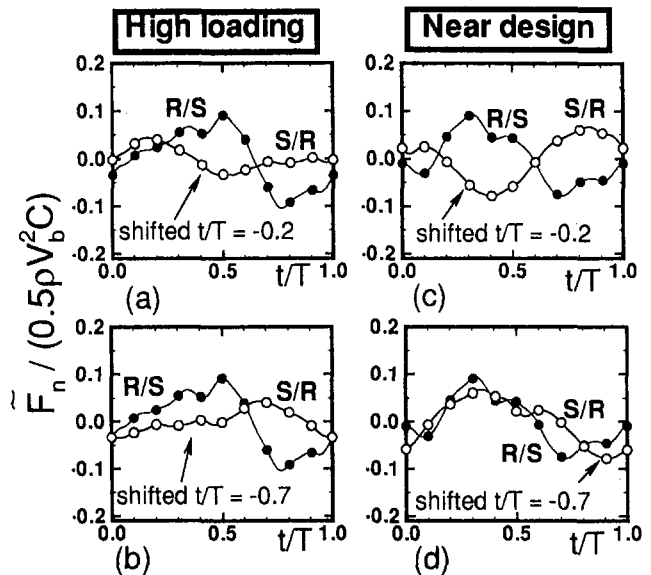 High loading
Near design
F̃n / (0.5ρV²bC)
0.2
0.1
0.0
-0.1
-0.2
R/S
S/R
shifted t/T = -0.2
0.0
0.5
1.0
t/T
(a)
0.2
0.1
0.0
-0.1
-0.2
R/S
S/R
shifted t/T = -0.2
0.0
0.5
1.0
t/T
(c)
0.2
0.1
0.0
-0.1
-0.2
R/S
S/R
shifted t/T = -0.7
0.0
0.5
1.0
t/T
(b)
0.2
0.1
0.0
-0.1
-0.2
S/R
R/S
shifted t/T = -0.7
0.0
0.5
1.0
t/T
(d)